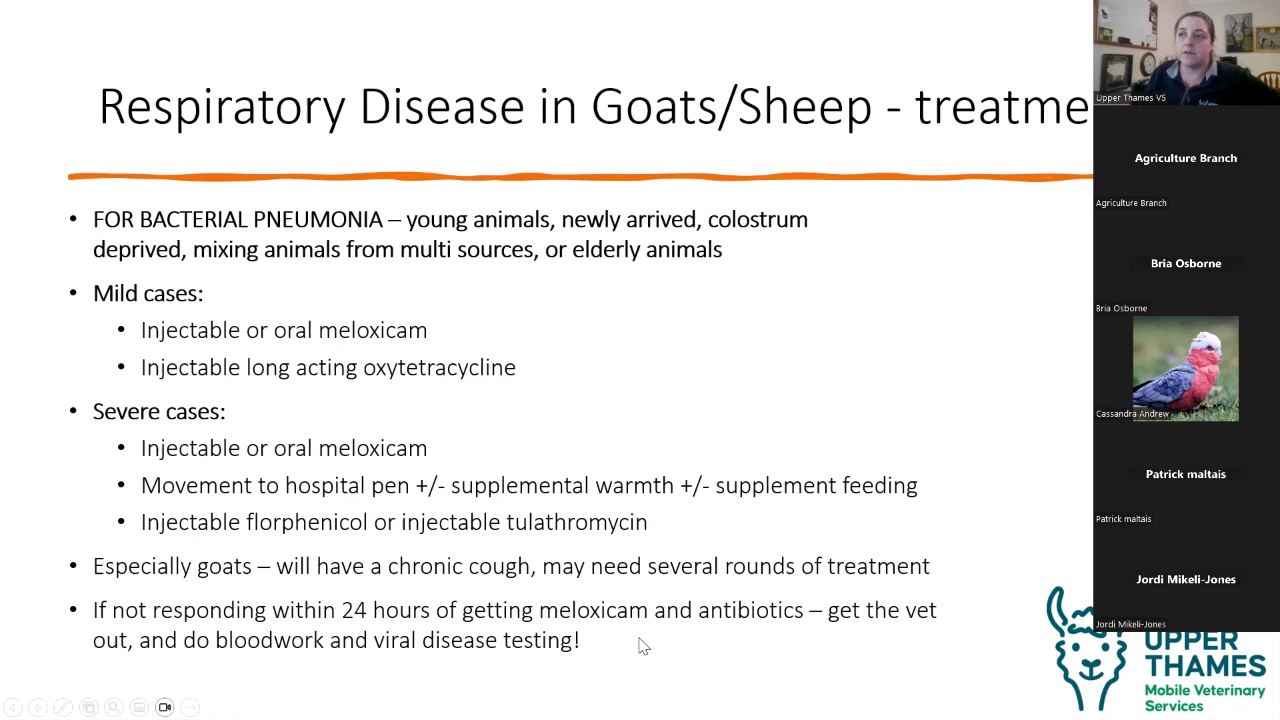 Respiratory Disease in Goats/Sheep - treatme
• FOR BACTERIAL PNEUMONIA – young animals, newly arrived, colostrum
deprived, mixing animals from multi sources, or elderly animals
• Mild cases:
• Injectable or oral meloxicam
• Injectable long acting oxytetracycline
• Severe cases:
• Injectable or oral meloxicam
• Movement to hospital pen +/- supplemental warmth +/- supplement feeding
• Injectable florphenicol or injectable tulathromycin
• Especially goats – will have a chronic cough, may need several rounds of treatment
• If not responding within 24 hours of getting meloxicam and antibiotics – get the vet
out, and do bloodwork and viral disease testing!
Upper Thames VS
Agriculture Branch
Agriculture Branch
Bria Osborne
Bria Osborne
Cassandra Andrew
Patrick maltais
Patrick maltais
Jordi Mikeli-Jones
Jordi Mikeli-Jones
UPPER
THAMES
Mobile Veterinary
Services